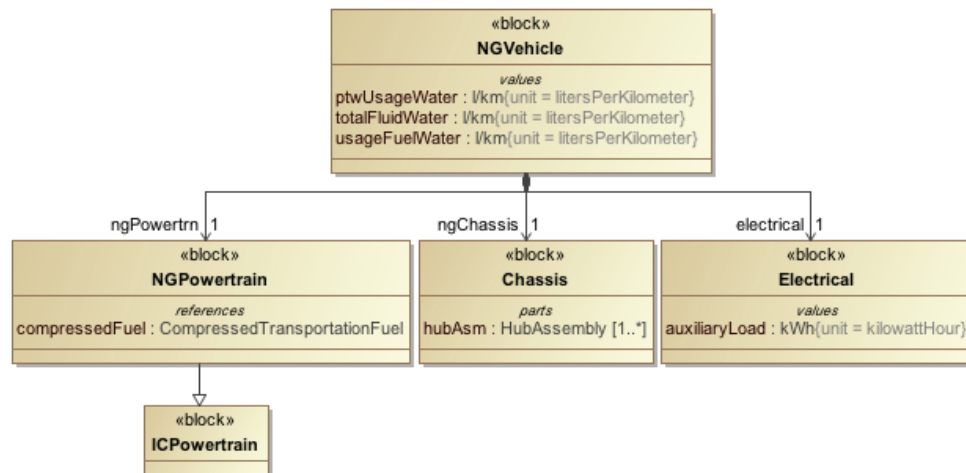 «block»
NGVehicle
values
ptwUsageWater : l/km{unit = litersPerKilometer}
totalFluidWater : l/km{unit = litersPerKilometer}
usageFuelWater : l/km{unit = litersPerKilometer}
ngPowertrn 1
ngChassis 1
electrical 1
«block»
NGPowertrain
references
compressedFuel : CompressedTransportationFuel
«block»
Chassis
parts
hubAsm : HubAssembly [1..*]
«block»
Electrical
values
auxiliaryLoad : kWh{unit = kilowattHour}
«block»
ICPowertrain